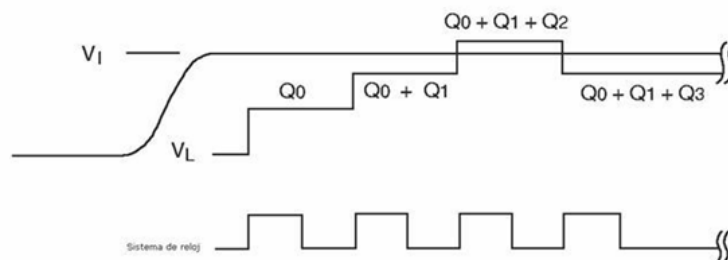 Q0 + Q1 + Q2
VI
Q0
Q0 + Q1
Q0 + Q1 + Q3
VL
Sistema de reloj